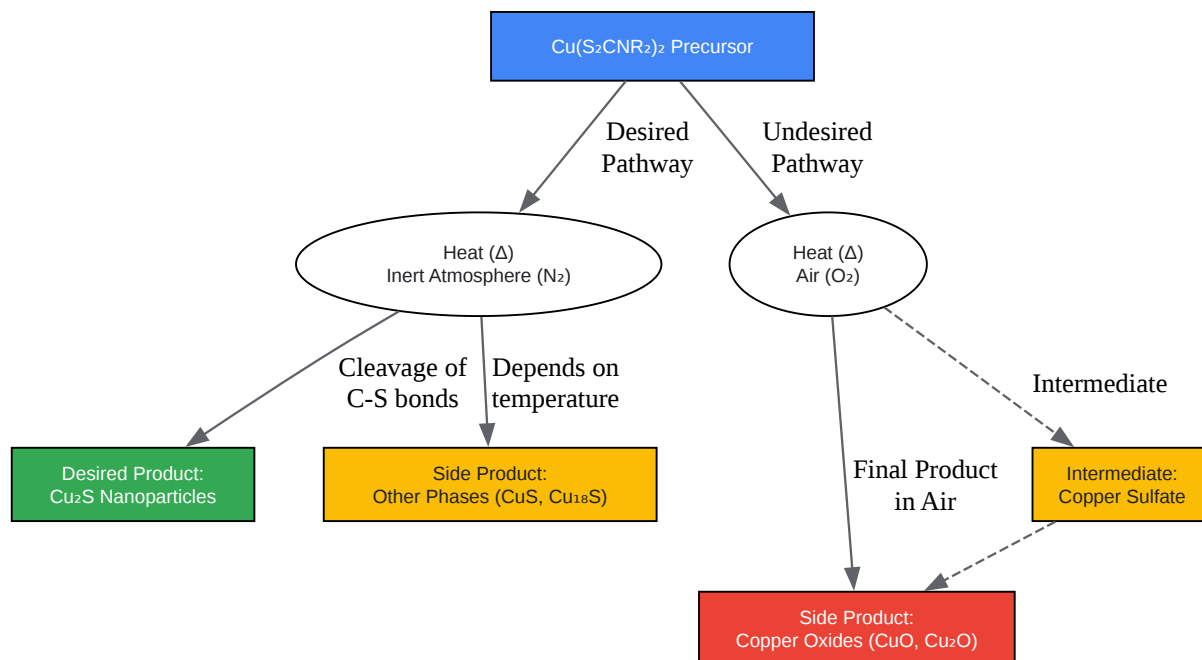 Cu(S₂CNR₂)₂ Precursor
Desired
Pathway
Undesired
Pathway
Heat (Δ)
Inert Atmosphere (N₂)
Heat (Δ)
Air (O₂)
Cleavage of
C-S bonds
Depends on
temperature
Intermediate
Desired Product:
Cu₂S Nanoparticles
Side Product:
Other Phases (CuS, Cu₁₈S)
Final Product
in Air
Intermediate:
Copper Sulfate
Side Product:
Copper Oxides (CuO, Cu₂O)